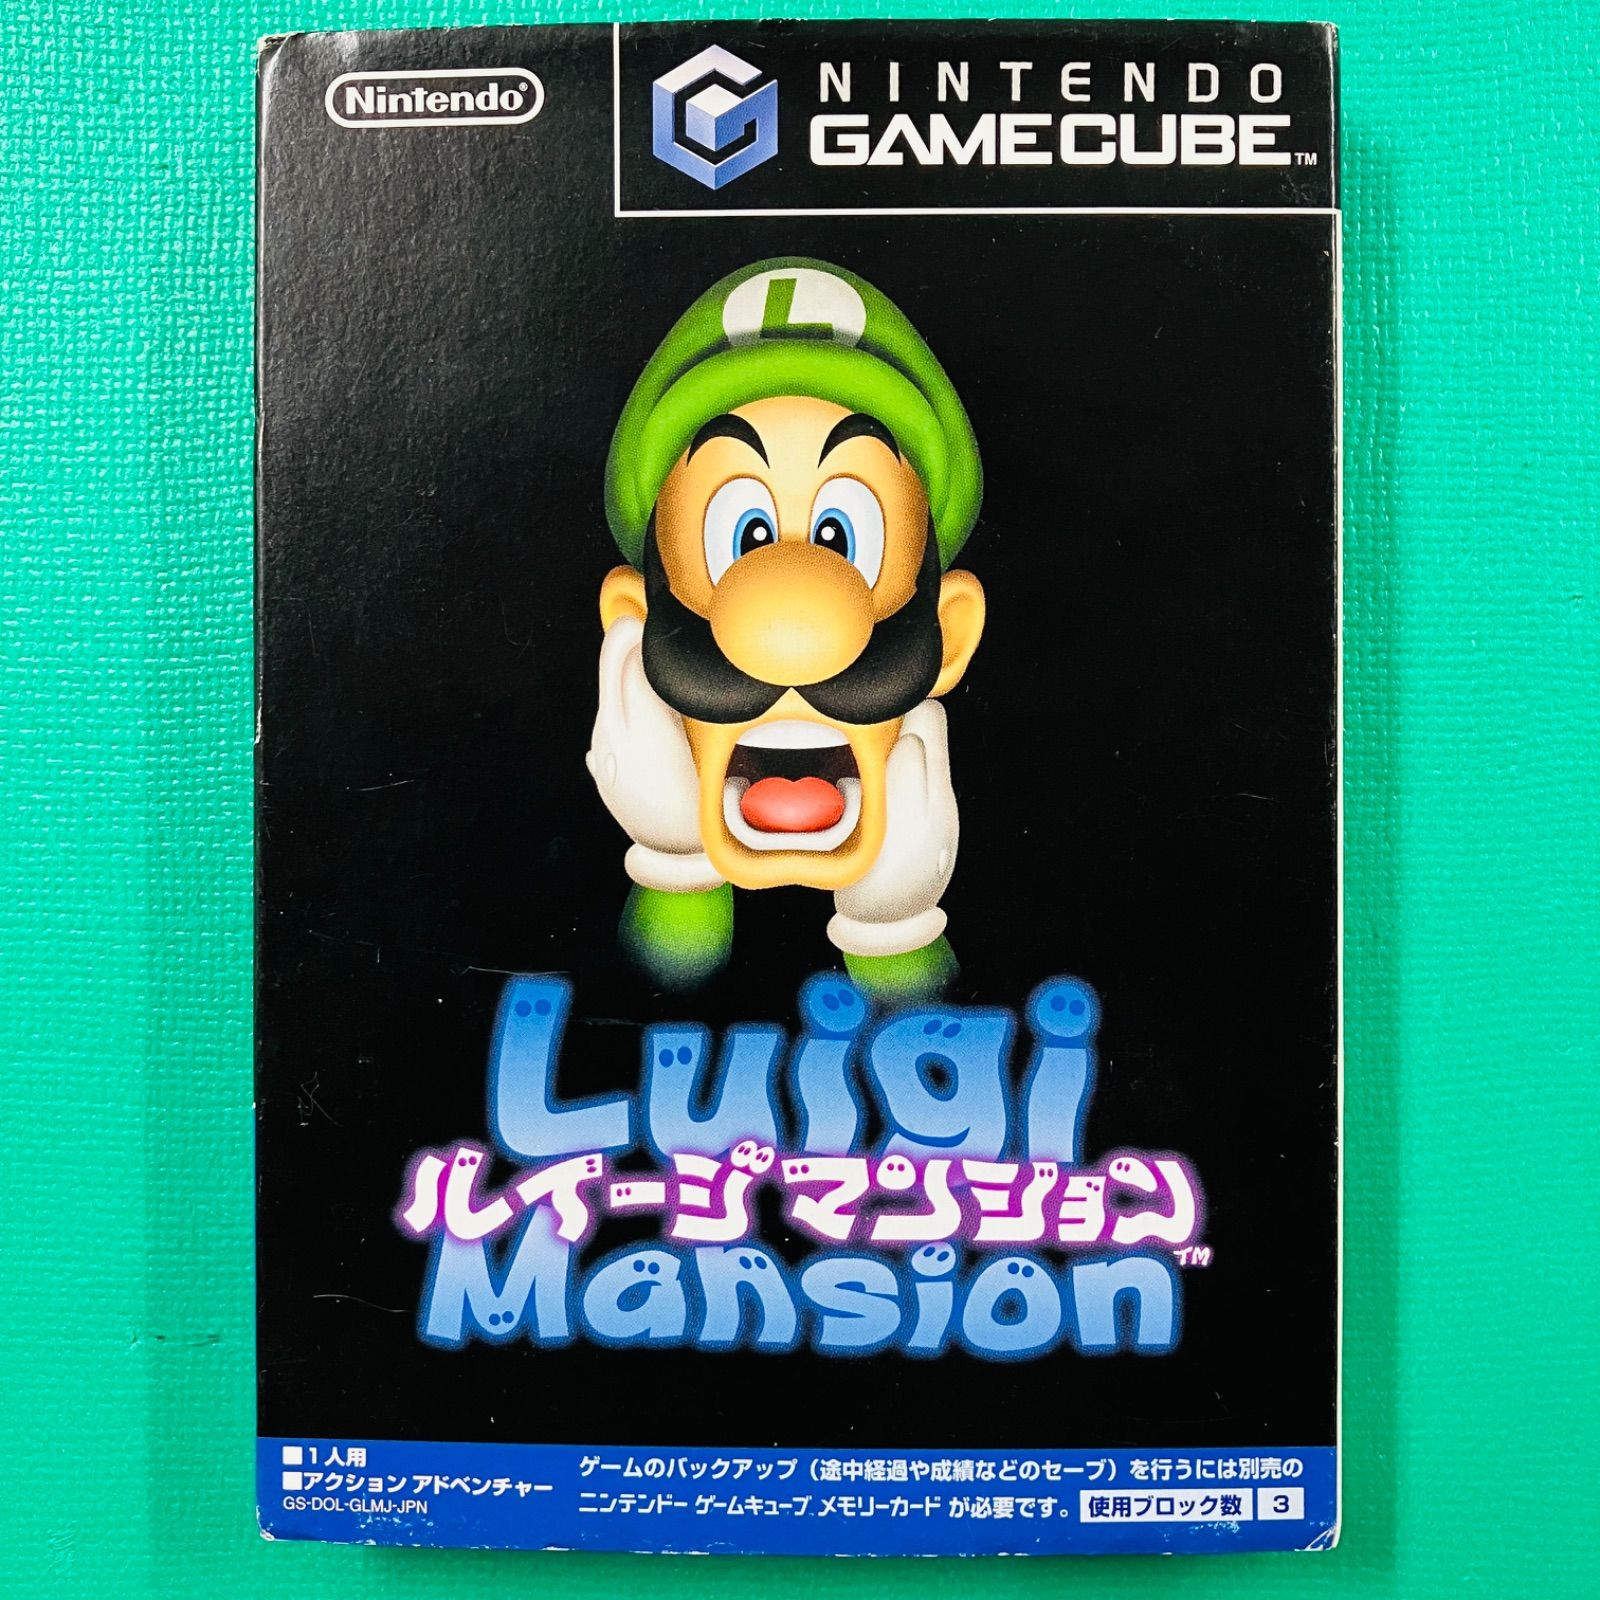 Nintendo®
NINTENDO
GAMECUBE™
L
Luigi
ルイージマンション™
Mansion
■1人用
■アクション アドベンチャー
GS-DOL-GLMJ-JPN
ゲームのバックアップ（途中経過や成績などのセーブ）を行うには別売の
ニンテンドー ゲームキューブ メモリーカード が必要です。 使用ブロック数 3